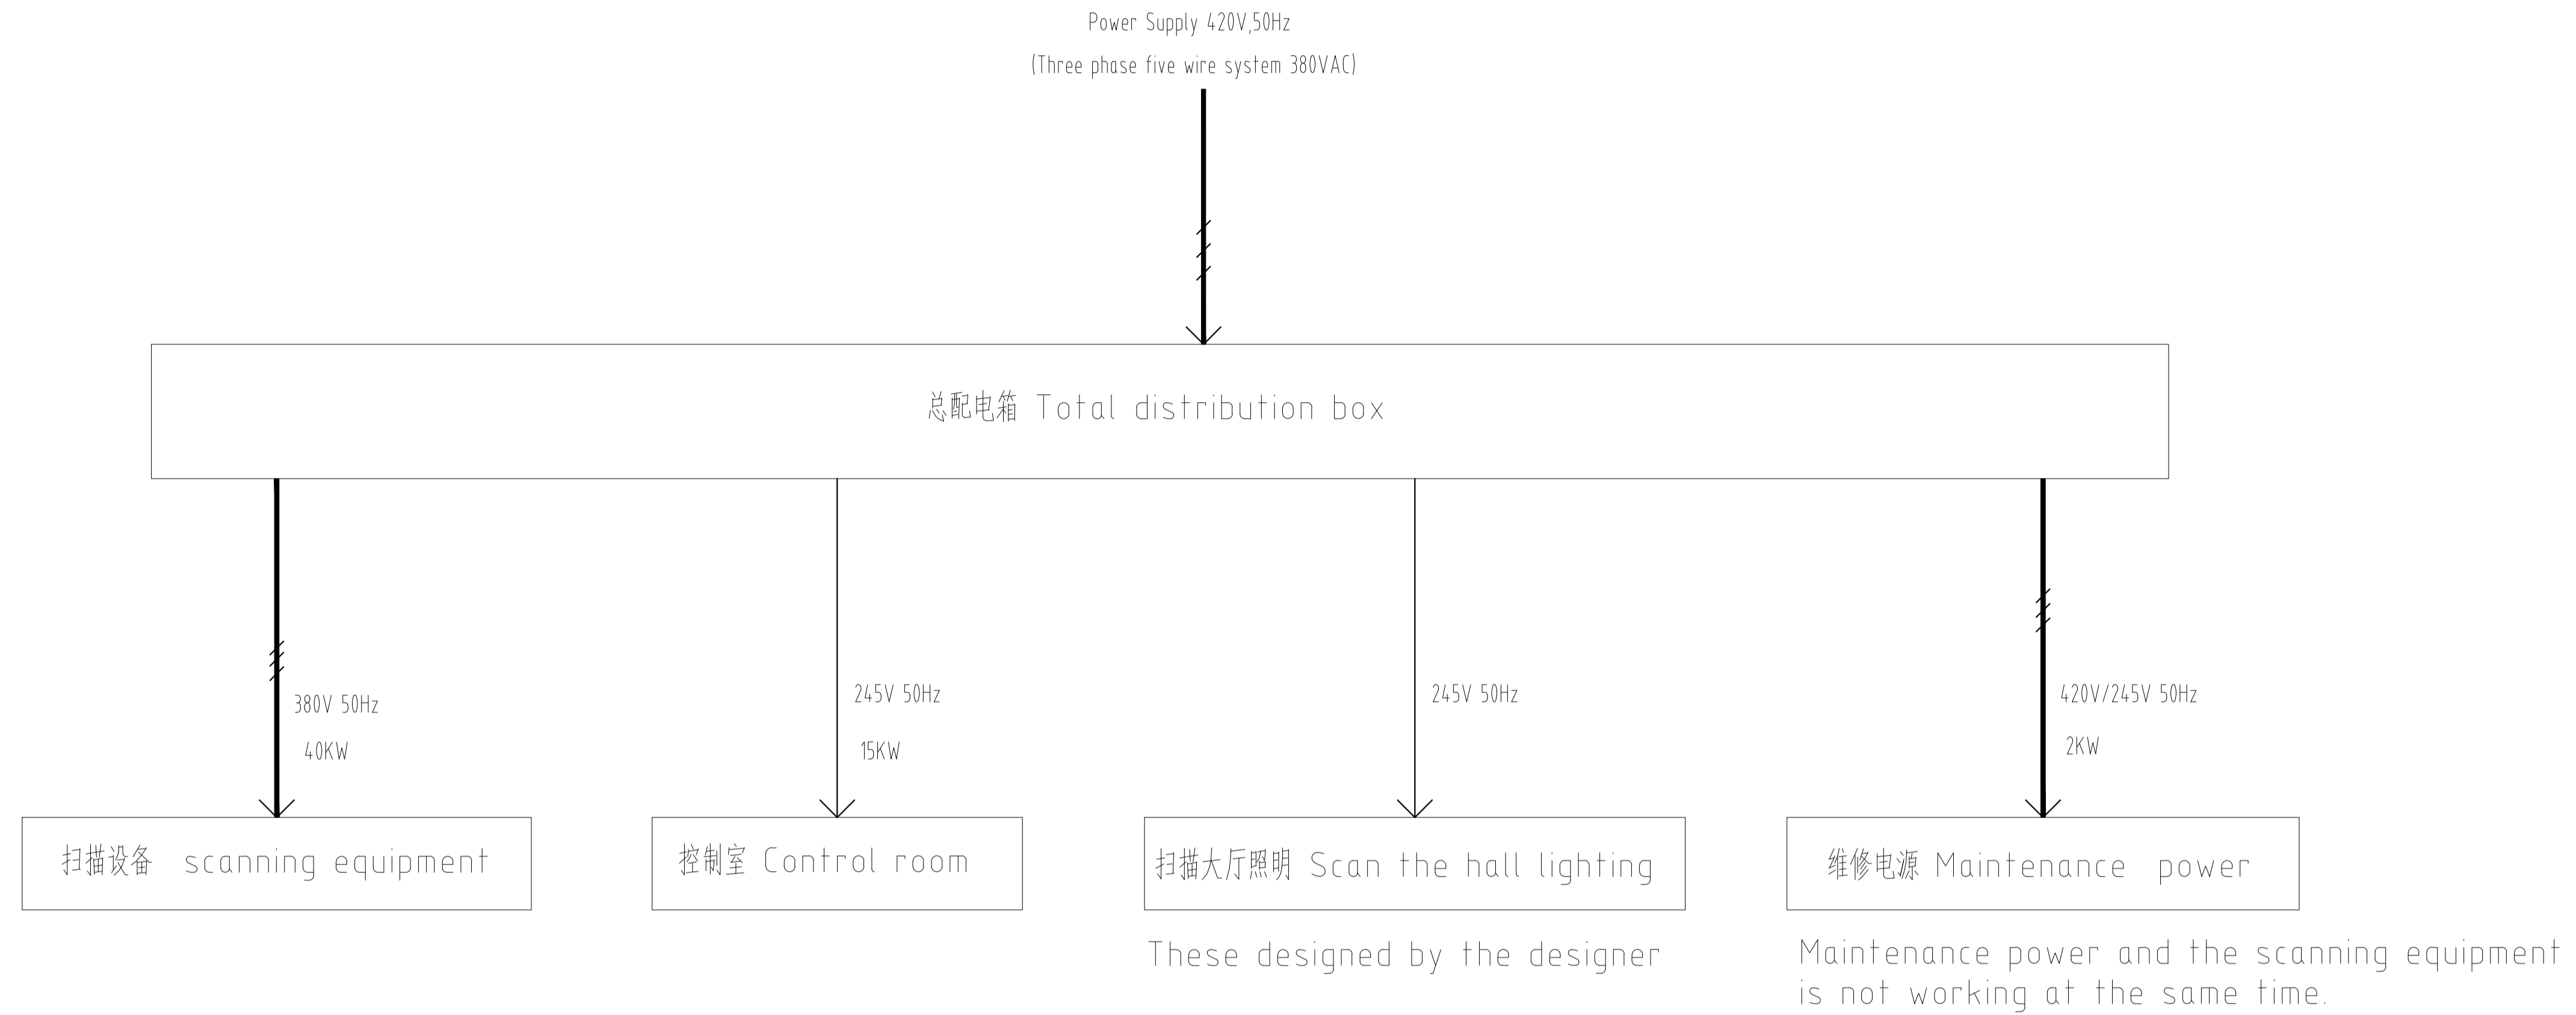 Power Supply 420V,50Hz
(Three phase five wire system 380VAC)
总配电箱 Total distribution box
380V 50Hz
40KW
245V 50Hz
15KW
245V 50Hz
420V/245V 50Hz
2KW
扫描设备 scanning equipment
控制室 Control room
扫描大厅照明 Scan the hall lighting
维修电源 Maintenance power
These designed by the designer
Maintenance power and the scanning equipment
is not working at the same time.